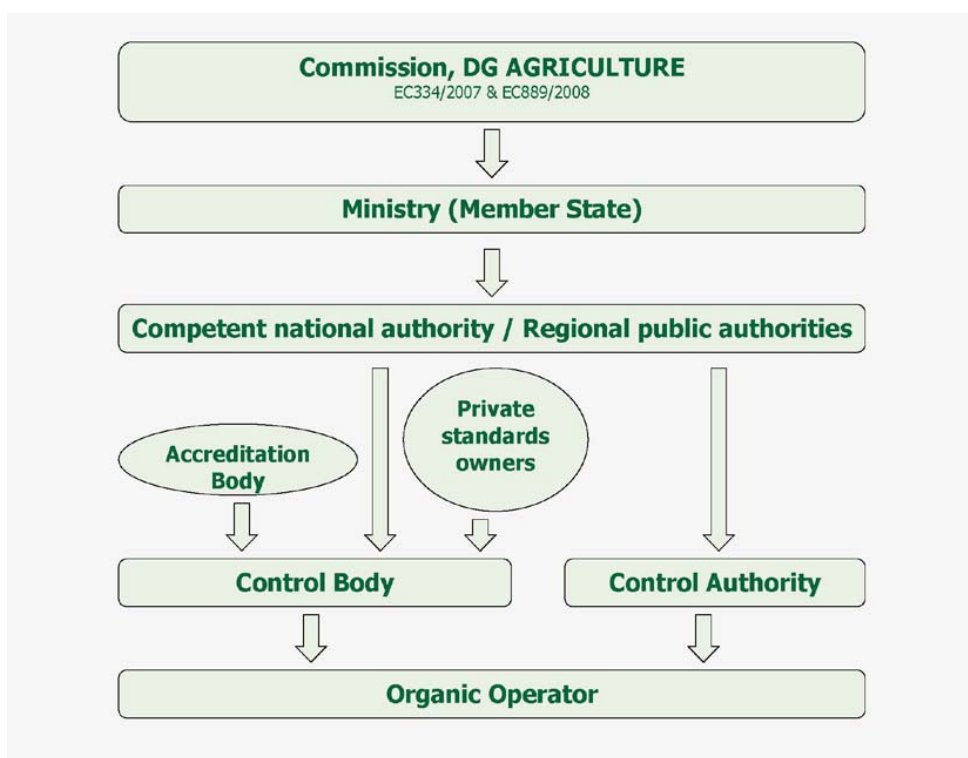 Commission, DG AGRICULTURE
EC334/2007 & EC889/2008
Ministry (Member State)
Competent national authority / Regional public authorities
Accreditation
Body
Private
standards
owners
Control Body
Control Authority
Organic Operator